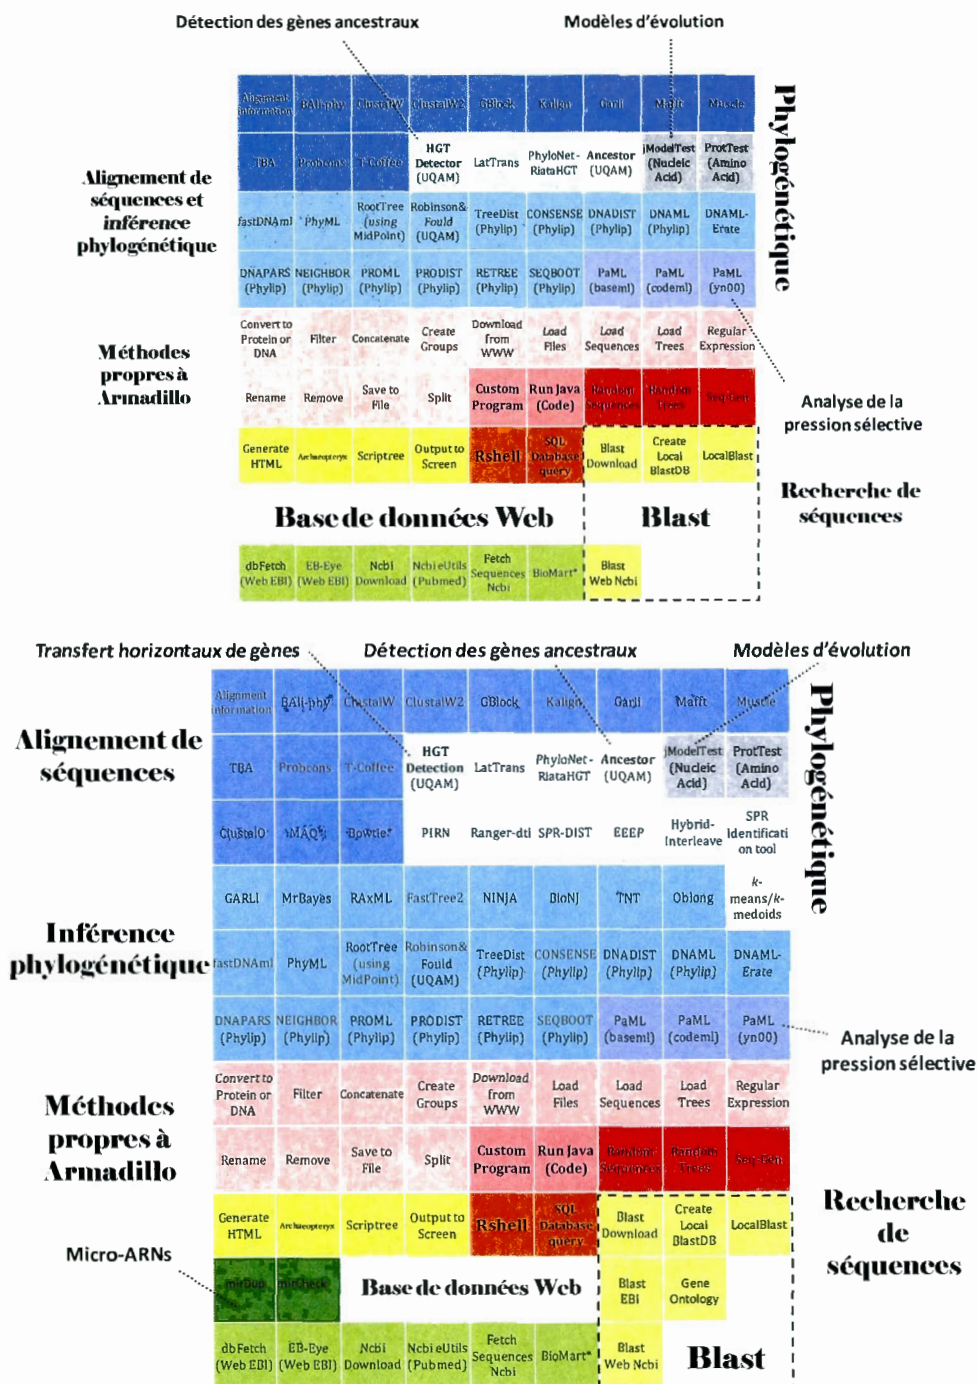 Détection des gènes ancestraux
Modèles d'évolution
Alignement information
BAli-phy
ClustalW
ClustalW2
GBlock
Kalign
Garli
Mafft
Muscle
Phylogénétique
TBA
Probcons
T-Coffee
HGT Detector (UQAM)
LatTrans
PhyloNet-RiataHGT
Ancestor (UQAM)
jModelTest (Nucleic Acid)
ProtTest (Amino Acid)
Alignement de
séquences et
inférence
phylogénétique
fastDNAml
PhyML
RootTree (using MidPoint)
Robinson& Fould (UQAM)
TreeDist (Phylip)
CONSENSE (Phylip)
DNADIST (Phylip)
DNAML (Phylip)
DNAML-Erate
DNAPARS (Phylip)
NEIGHBOR (Phylip)
PROML (Phylip)
PRODIST (Phylip)
RETREE (Phylip)
SEQBOOT (Phylip)
PaML (baseml)
PaML (codeml)
PaML (yn00)
Méthodes
propres à
Armadillo
Convert to Protein or DNA
Filter
Concatenate
Create Groups
Download from WWW
Load Files
Load Sequences
Load Trees
Regular Expression
Rename
Remove
Save to File
Split
Custom Program
Run Java (Code)
Random Sequences
Random Trees
Seq-Gen
Analyse de la
pression sélective
Generate HTML
Archaeopteryx
Scriptree
Output to Screen
Rshell
SQL Database query
Blast Download
Create Local BlastDB
LocalBlast
Base de données Web
Blast
Recherche de
séquences
dbFetch (Web EBI)
EB-Eye (Web EBI)
Ncbi Download
Ncbi eUtils (Pubmed)
Fetch Sequences Ncbi
BioMart*
Blast Web Ncbi
Transfert horizontaux de gènes
Détection des gènes ancestraux
Modèles d'évolution
Alignment information
BAli-phy
ClustalW
ClustalW2
GBlock
Kalign
Garli
Mafft
Muscle
Phylogénétique
Alignement de
séquences
TBA
Probcons
T-Coffee
HGT Detection (UQAM)
LatTrans
PhyloNet-RiataHGT
Ancestor (UQAM)
jModelTest (Nucleic Acid)
ProtTest (Amino Acid)
ClustelO
MAQ*
Bowtie*
PIRN
Ranger-dtl
SPR-DIST
EEEP
Hybrid-Interleave
SPR Identificati on tool
GARLI
MrBayes
RAxML
FastTree2
NINJA
BioNJ
TNT
Oblong
k-means/k-medoids
Inférence
phylogénétique
fastDNAml
PhyML
RootTree (using MidPoint)
Robinson& Fould (UQAM)
TreeDist (Phylip)
CONSENSE (Phylip)
DNADIST (Phylip)
DNAML (Phylip)
DNAML-Erate
DNAPARS (Phylip)
NEIGHBOR (Phylip)
PROML (Phylip)
PRODIST (Phylip)
RETREE (Phylip)
SEQBOOT (Phylip)
PaML (baseml)
PaML (codeml)
PaML (yn00)
Analyse de la
pression sélective
Méthodes
propres à
Armadillo
Convert to Protein or DNA
Filter
Concatenate
Create Groups
Download from WWW
Load Files
Load Sequences
Load Trees
Regular Expression
Rename
Remove
Save to File
Split
Custom Program
Run Java (Code)
Random Sequences
Random Trees
Seq-Gen
Generate HTML
Archaeopteryx
Scriptree
Output to Screen
Rshell
SQL Database query
Blast Download
Create Local BlastDB
LocalBlast
Recherche
de
séquences
Micro-ARNs
mirDup
mirCheck
Base de données Web
Blast EBI
Gene Ontology
dbFetch (Web EBI)
EB-Eye (Web EBI)
Ncbi Download
Ncbi eUtils (Pubmed)
Fetch Sequences Ncbi
BioMart*
Blast Web Ncbi
Blast